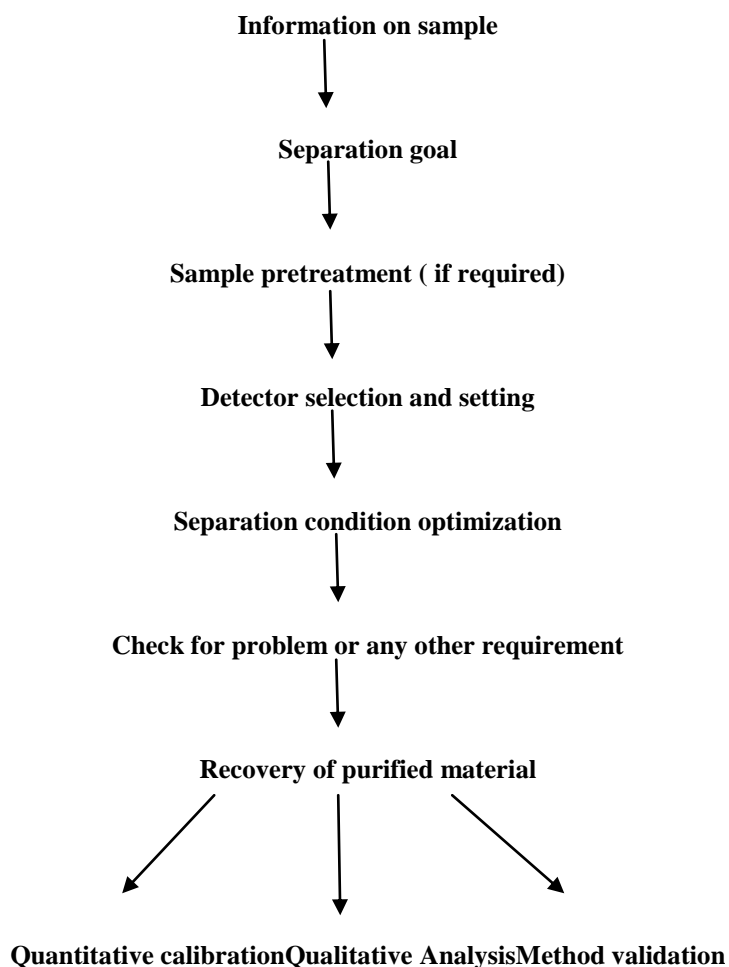 Information on sample
Separation goal
Sample pretreatment ( if required)
Detector selection and setting
Separation condition optimization
Check for problem or any other requirement
Recovery of purified material
Quantitative calibrationQualitative AnalysisMethod validation